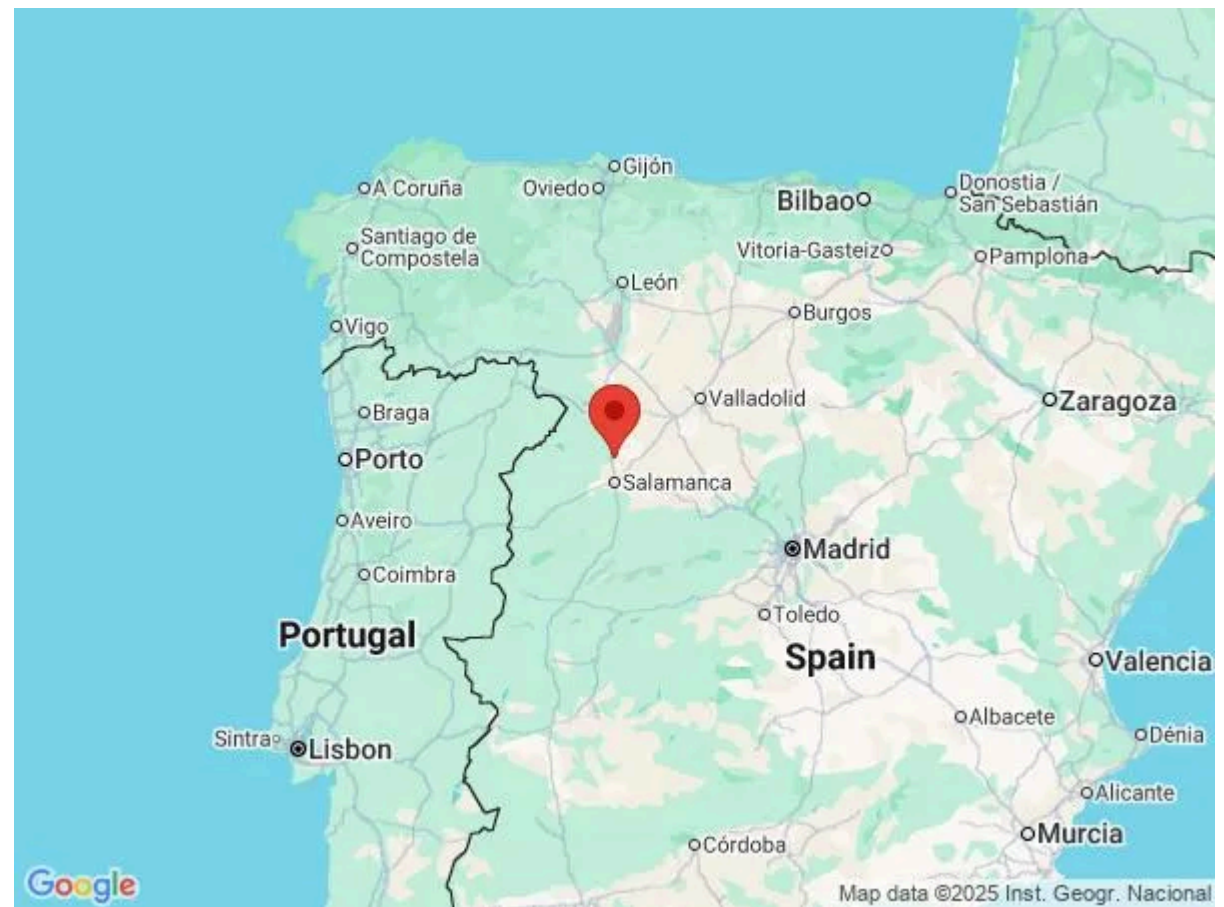 Gijón
A Coruña
Oviedo
Bilbao
Donostia /
San Sebastián
Santiago de
Compostela
Vitoria-Gasteiz
Pamplona
León
Burgos
Vigo
Valladolid
Zaragoza
Braga
Porto
Salamanca
Aveiro
Madrid
Coimbra
Toledo
Portugal
Spain
Valencia
Albacete
Sintra
Lisbon
Dénia
Alicante
Murcia
Córdoba
Google
Map data ©2025 Inst. Geogr. Nacional